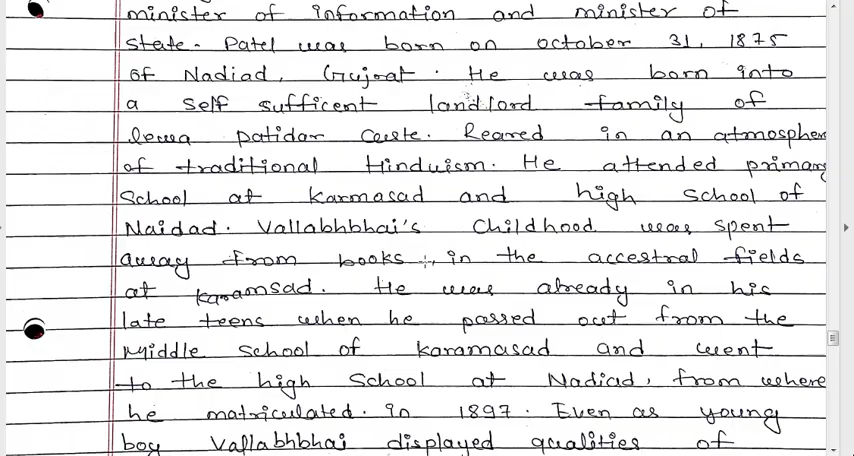 minister of information and minister of
state. Patel was born on october 31, 1875
of Nadiad, Gujrat. He was born into
a self sufficent landlord family of
lewa patidar caste. Reared in an atmospher
of traditional Hinduism. He attended primary
School at Karmasad and high school of
Naidad. Vallabhbhai's Childhood was spent
away from books, in the accestral fields
at Karamsad. He was already in his
late teens when he passed out from the
Middle school of Karamasad and went
to the high School at Nadiad, from where
he matriculated. in 1897. Even as young
boy Vallabhbhai displayed qualities of